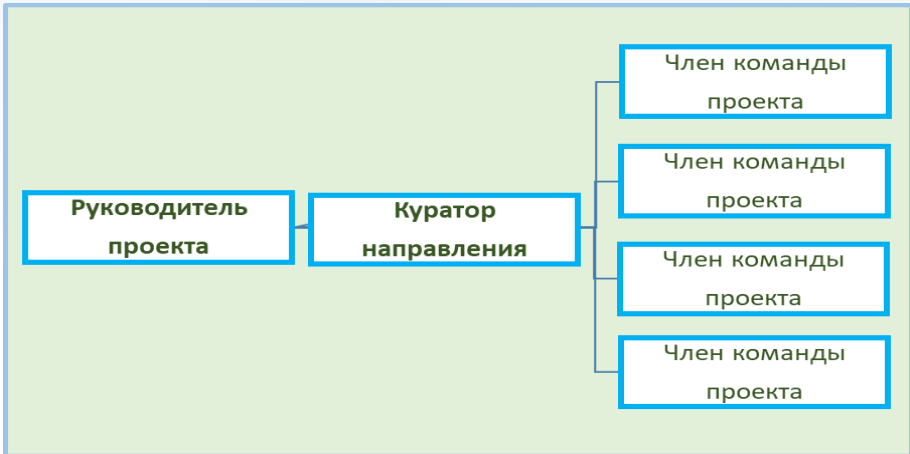 Руководитель
проекта
Куратор
направления
Член команды
проекта
Член команды
проекта
Член команды
проекта
Член команды
проекта